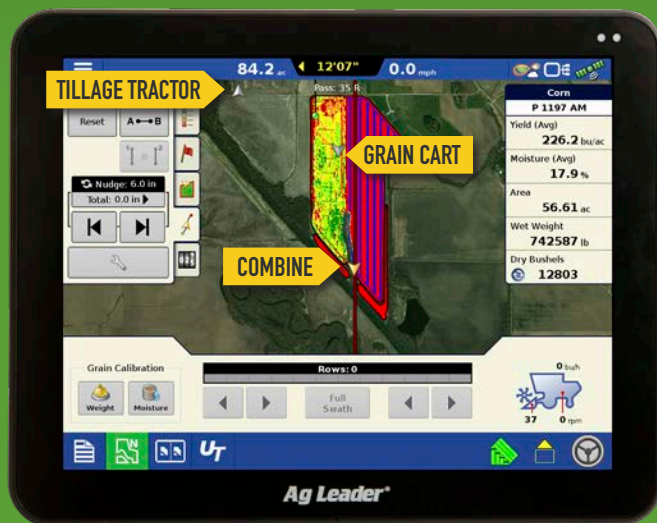 84.2 ac
12'07"
0.0 mph
TILLAGE TRACTOR
Pass: 35 R
Corn
P 1197 AM
Reset
A B
Yield (Avg)
226.2 bu/ac
GRAIN CART
Moisture (Avg)
17.9 %
Nudge: 6.0 in
Total: 0.0 in
Area
56.61 ac
Wet Weight
742587 lb
COMBINE
Dry Bushels
12803
Grain Calibration
Rows: 0
0 bu/h
Weight
Moisture
Full
Swath
37
0 rpm
N
UT
Ag Leader®